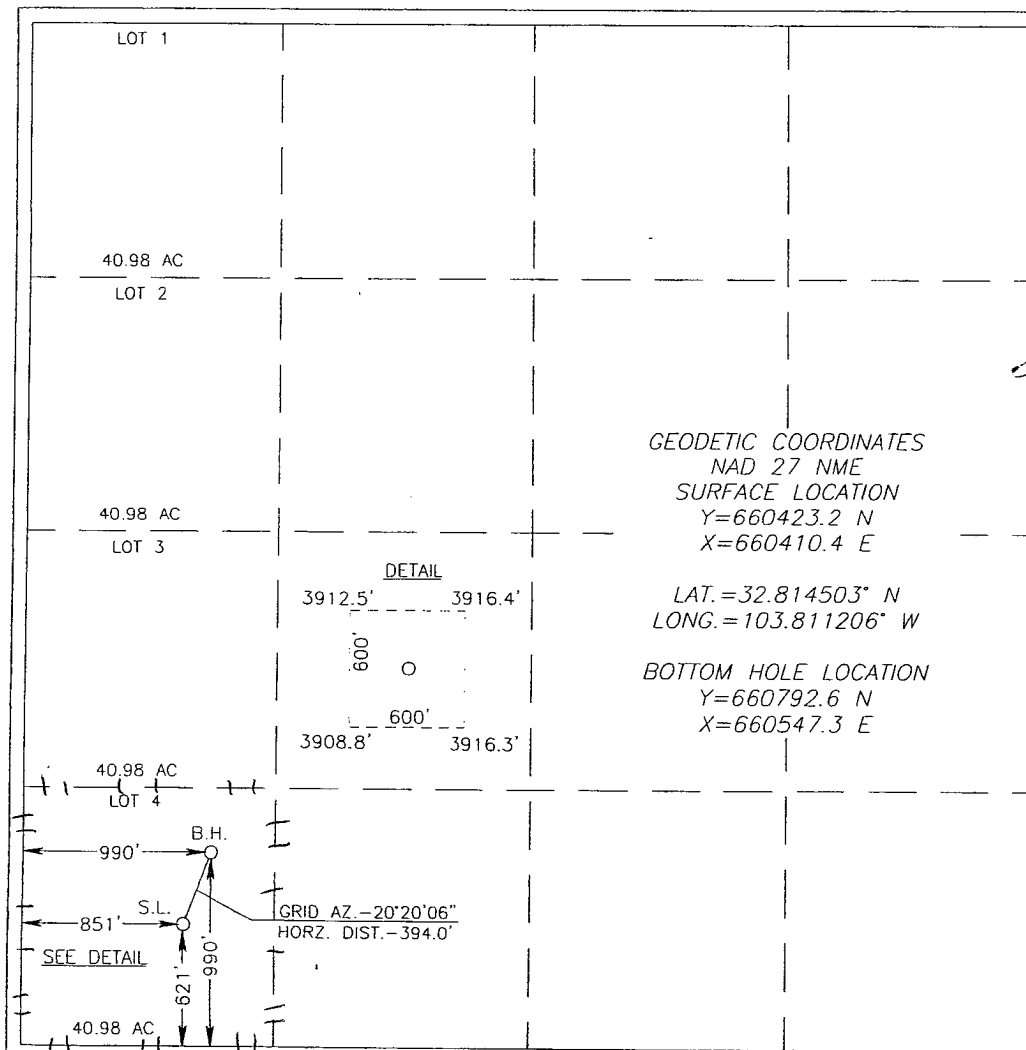 LOT 1
40.98 AC
LOT 2
40.98 AC
LOT 3
GEODETIC COORDINATES
NAD 27 NME
SURFACE LOCATION
Y=660423.2 N
X=660410.4 E
LAT.=32.814503° N
LONG.=103.811206° W
BOTTOM HOLE LOCATION
Y=660792.6 N
X=660547.3 E
DETAIL
3912.5' 3916.4'
600'
600'
3908.8' 3916.3'
40.98 AC
LOT 4
B.H.
990'
S.L.
851'
GRID AZ.-20°20'06"
HORZ. DIST.-394.0'
SEE DETAIL
621'
990'
40.98 AC